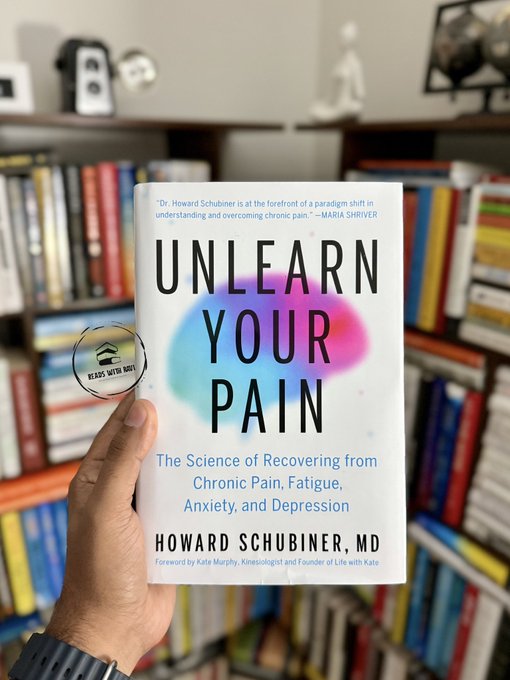 "Dr. Howard Schubiner is at the forefront of a paradigm shift in
understanding and overcoming chronic pain." —MARIA SHRIVER
UNLEARN
YOUR
PAIN
READS WITH RAVI
The Science of Recovering from
Chronic Pain, Fatigue,
Anxiety, and Depression
HOWARD SCHUBINER, MD
Foreword by Kate Murphy, Kinesiologist and Founder of Life with Kate